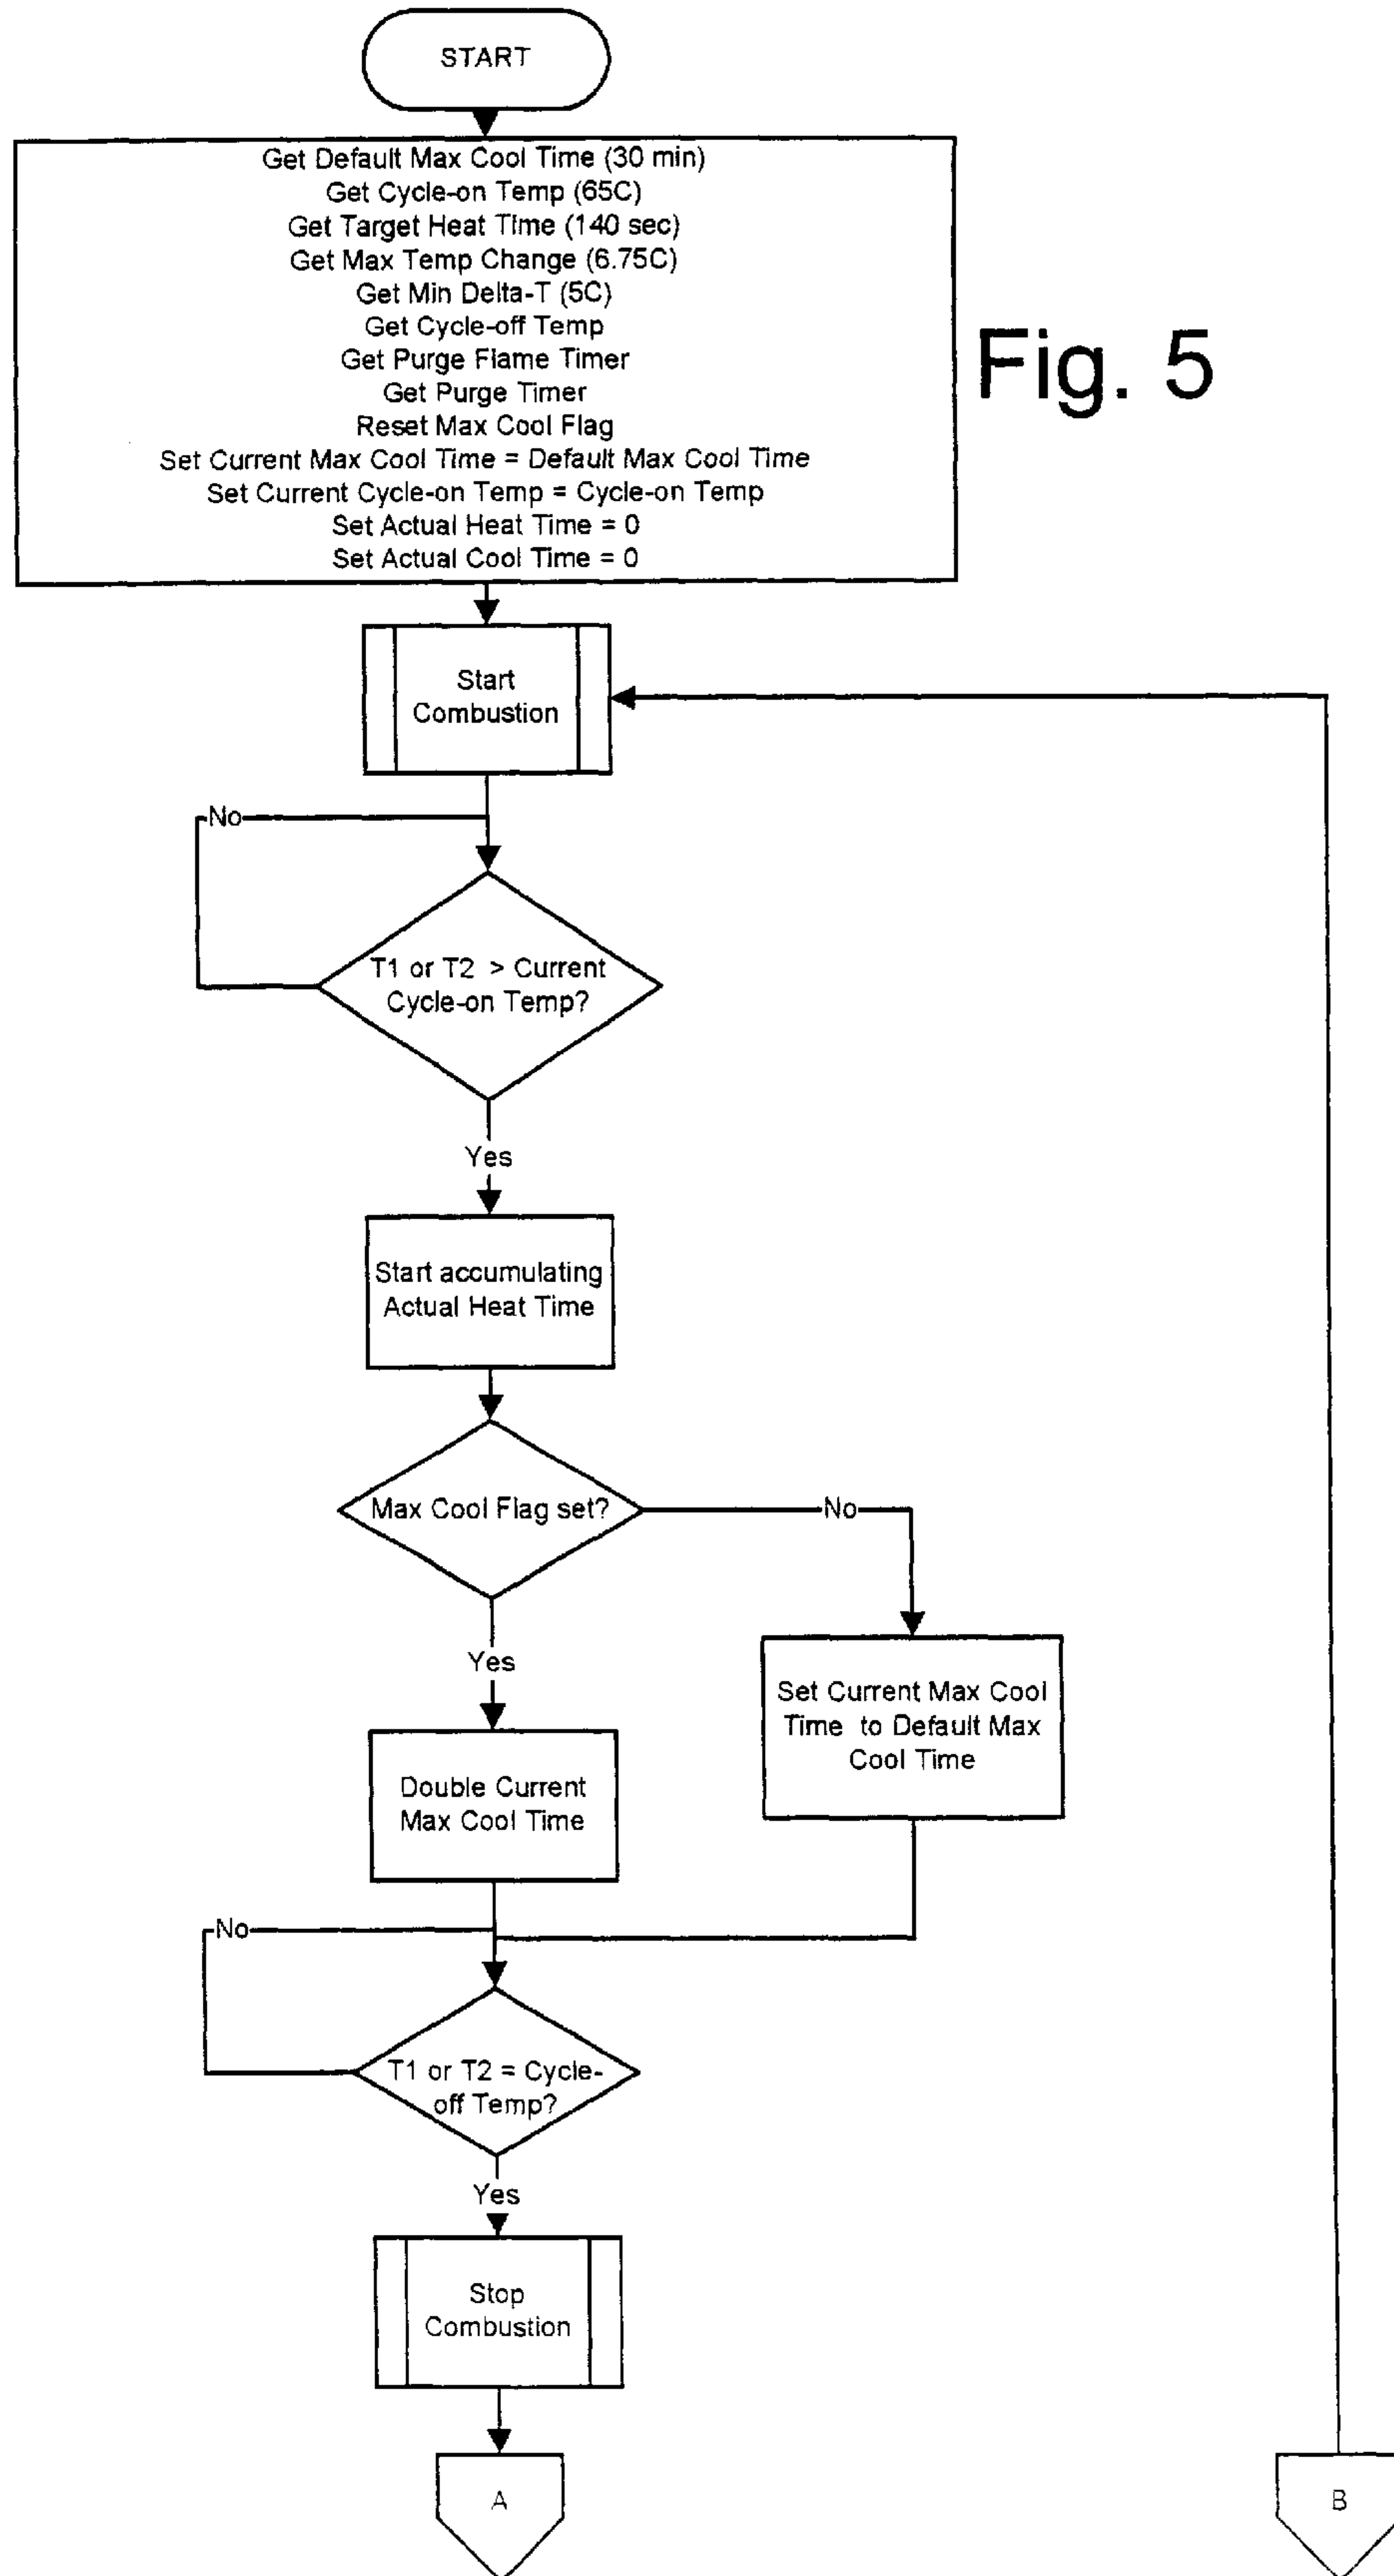 START
Get Default Max Cool Time (30 min)
Get Cycle-on Temp (65C)
Get Target Heat Time (140 sec)
Get Max Temp Change (6.75C)
Get Min Delta-T (5C)
Get Cycle-off Temp
Get Purge Flame Timer
Get Purge Timer
Reset Max Cool Flag
Set Current Max Cool Time = Default Max Cool Time
Set Current Cycle-on Temp = Cycle-on Temp
Set Actual Heat Time = 0
Set Actual Cool Time = 0
Fig. 5
Start
Combustion
No
T1 or T2 > Current
Cycle-on Temp?
Yes
Start accumulating
Actual Heat Time
Max Cool Flag set?
No
Yes
Set Current Max Cool
Time to Default Max
Cool Time
Double Current
Max Cool Time
No
T1 or T2 = Cycle-
off Temp?
Yes
Stop
Combustion
A
B